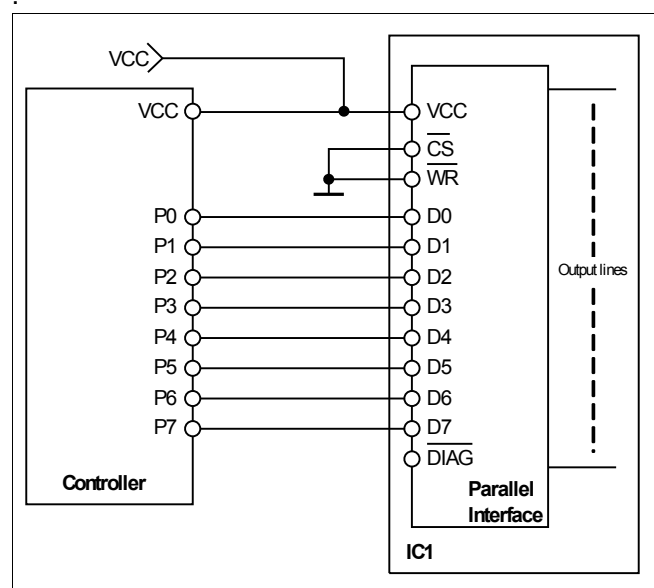 .
VCC
VCC VCC
CS
WR
P0 D0
P1 D1
P2 D2
P3 D3
P4 D4
P5 D5
P6 D6
P7 D7
DIAG
Output lines
Controller
Parallel
Interface
IC1